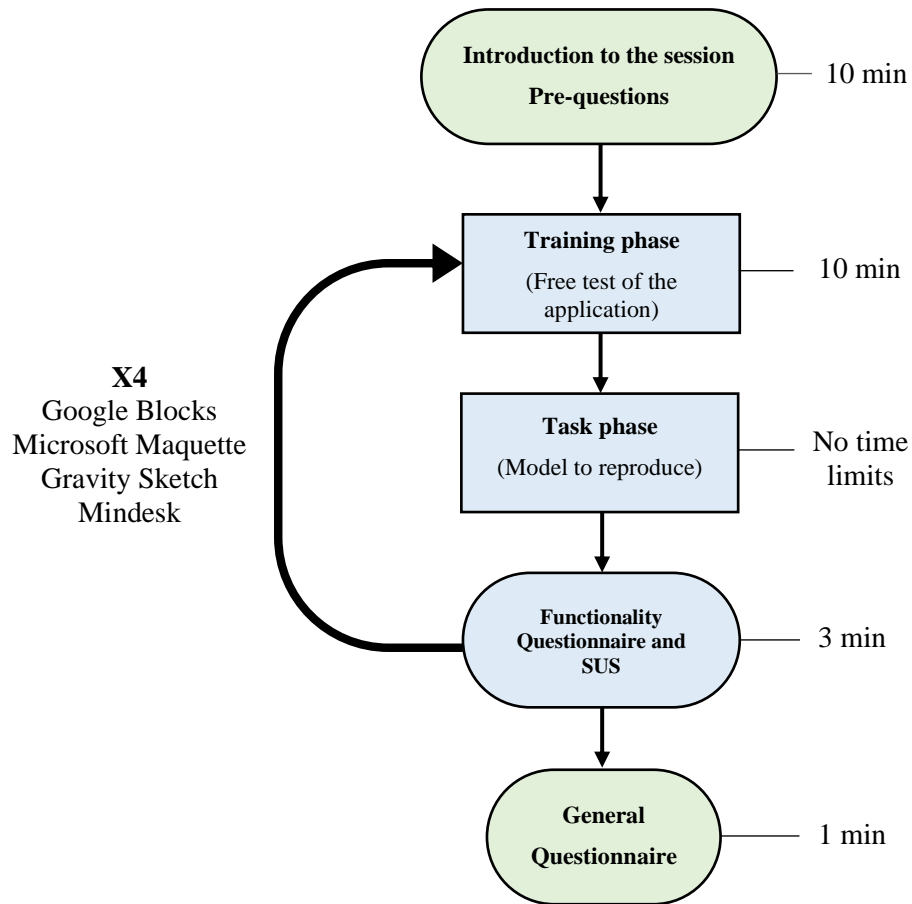 Introduction to the session
Pre-questions
10 min
Training phase
(Free test of the
application)
10 min
X4
Google Blocks
Microsoft Maquette
Gravity Sketch
Mindesk
Task phase
(Model to reproduce)
No time
limits
Functionality
Questionnaire and
SUS
3 min
General
Questionnaire
1 min